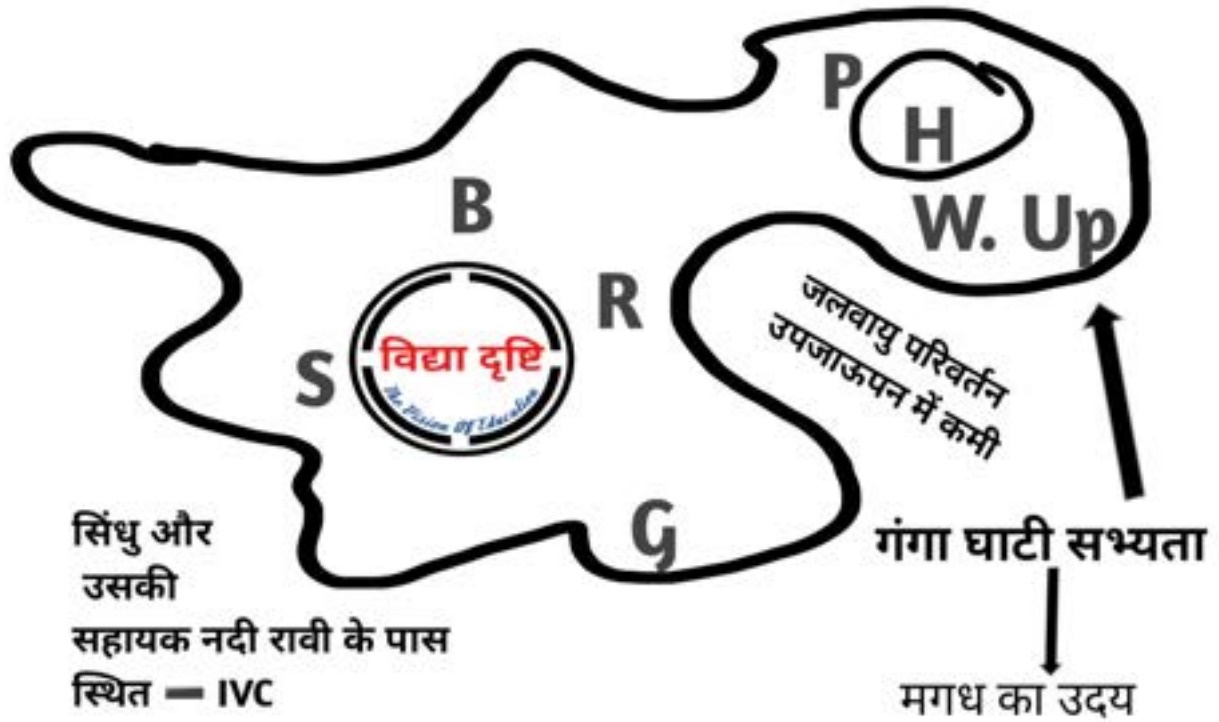 P
H
W. Up
B
R
S
विद्या दृष्टि
The Vision Of Education
G
जलवायु परिवर्तन
उपजाऊपन में कमी
सिंधु और
उसकी
सहायक नदी रावी के पास
स्थित — IVC
गंगा घाटी सभ्यता
मगध का उदय